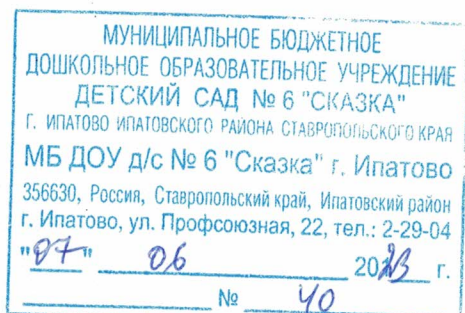 МУНИЦИПАЛЬНОЕ БЮДЖЕТНОЕ
ДОШКОЛЬНОЕ ОБРАЗОВАТЕЛЬНОЕ УЧРЕЖДЕНИЕ
ДЕТСКИЙ САД № 6 "СКАЗКА"
Г. ИПАТОВО ИПАТОВСКОГО РАЙОНА СТАВРОПОЛЬСКОГО КРАЯ
МБ ДОУ д/с № 6 "Сказка" г. Ипатово
356630, Россия, Ставропольский край, Ипатовский район
г. Ипатово, ул. Профсоюзная, 22, тел.: 2-29-04
"07" 06 2023 г.
№ 40